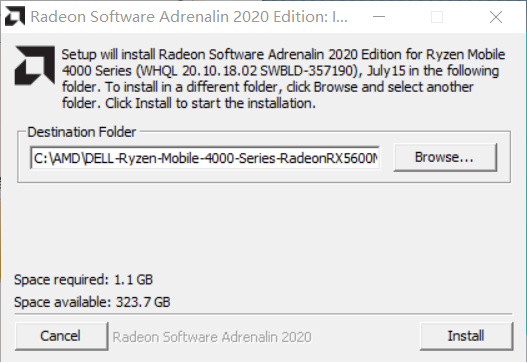 Radeon Software Adrenalin 2020 Edition: I...
Setup will install Radeon Software Adrenalin 2020 Edition for Ryzen Mobile
4000 Series (WHQL 20.10.18.02 SWBLD-357190), July15 in the following
folder. To install in a different folder, click Browse and select another
folder. Click Install to start the installation.
Destination Folder
C:\AMD\DELL-Ryzen-Mobile-4000-Series-RadeonRX5600M
Browse...
Space required: 1.1 GB
Space available: 323.7 GB
Cancel
Radeon Software Adrenalin 2020
Install